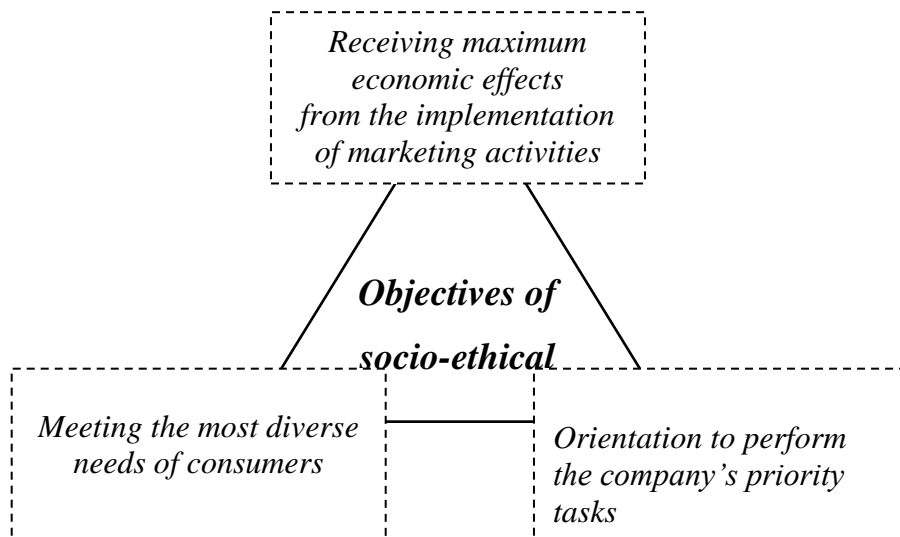 Receiving maximum
economic effects
from the implementation
of marketing activities
Objectives of
socio-ethical
Meeting the most diverse
needs of consumers
Orientation to perform
the company’s priority
tasks